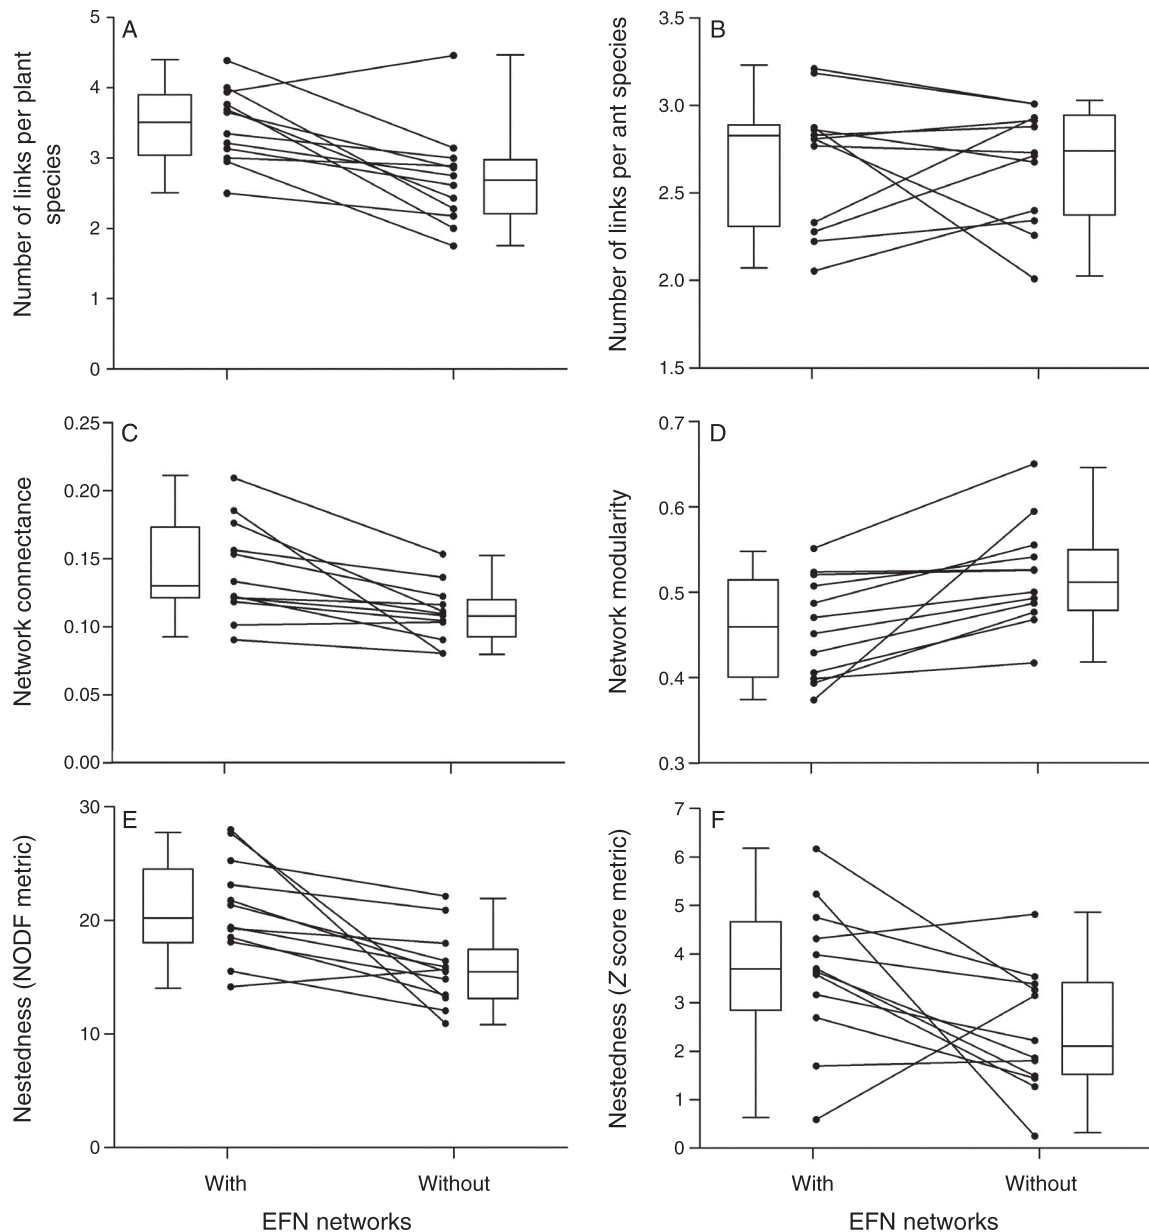 A
Number of links per plant
species
5
4
3
2
1
0
B
Number of links per ant species
3.5
3.0
2.5
2.0
1.5
C
Network connectance
0.25
0.20
0.15
0.10
0.05
0.00
D
Network modularity
0.7
0.6
0.5
0.4
0.3
E
Nestedness (NODF metric)
30
20
10
0
With
Without
EFN networks
F
Nestedness (Z score metric)
7
6
5
4
3
2
1
0
With
Without
EFN networks